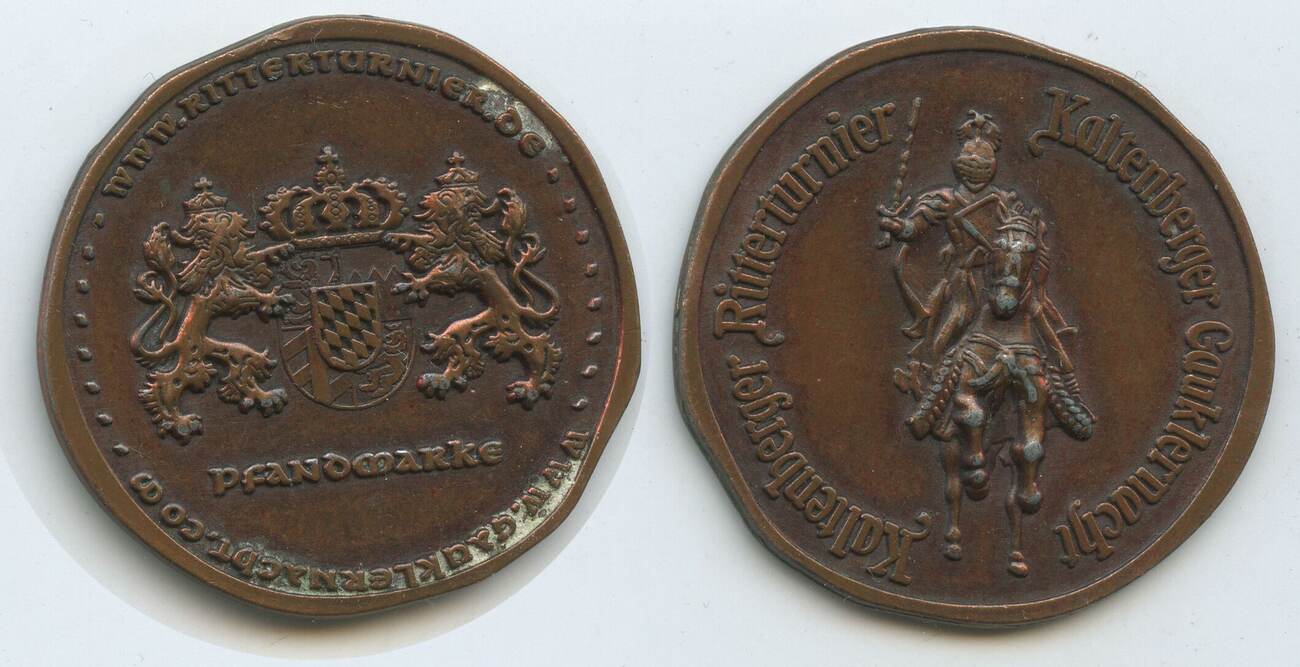 www.RITTERTURNIER.de
PFANDMARKE
www.GAUKLERNACHT.COM
Kaltenberger Ritterturnier
Kaltenberger Gauklernacht